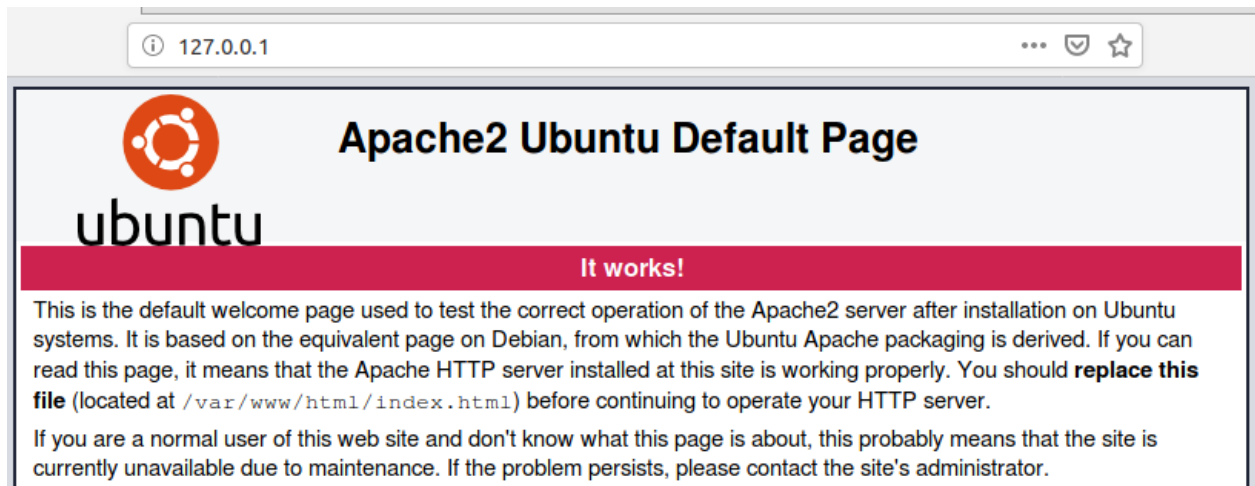 127.0.0.1
Apache2 Ubuntu Default Page
ubuntu
It works!
This is the default welcome page used to test the correct operation of the Apache2 server after installation on Ubuntu
systems. It is based on the equivalent page on Debian, from which the Ubuntu Apache packaging is derived. If you can
read this page, it means that the Apache HTTP server installed at this site is working properly. You should replace this
file (located at /var/www/html/index.html) before continuing to operate your HTTP server.
If you are a normal user of this web site and don't know what this page is about, this probably means that the site is
currently unavailable due to maintenance. If the problem persists, please contact the site's administrator.